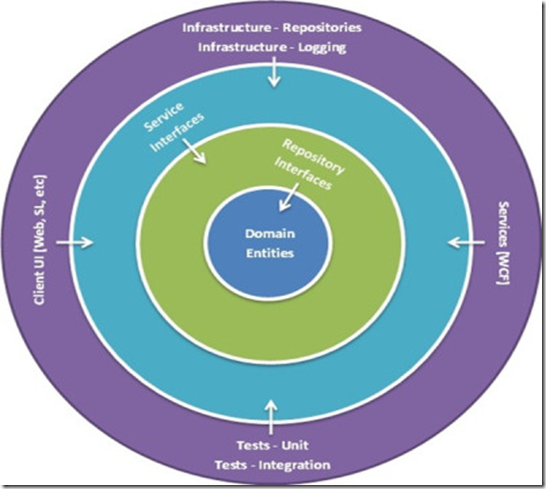 Infrastructure - Repositories
Infrastructure - Logging
Service
Interfaces
Repository
Interfaces
Client UI [Web, SL, etc]
Domain
Entities
Services [WCF]
Tests - Unit
Tests - Integration